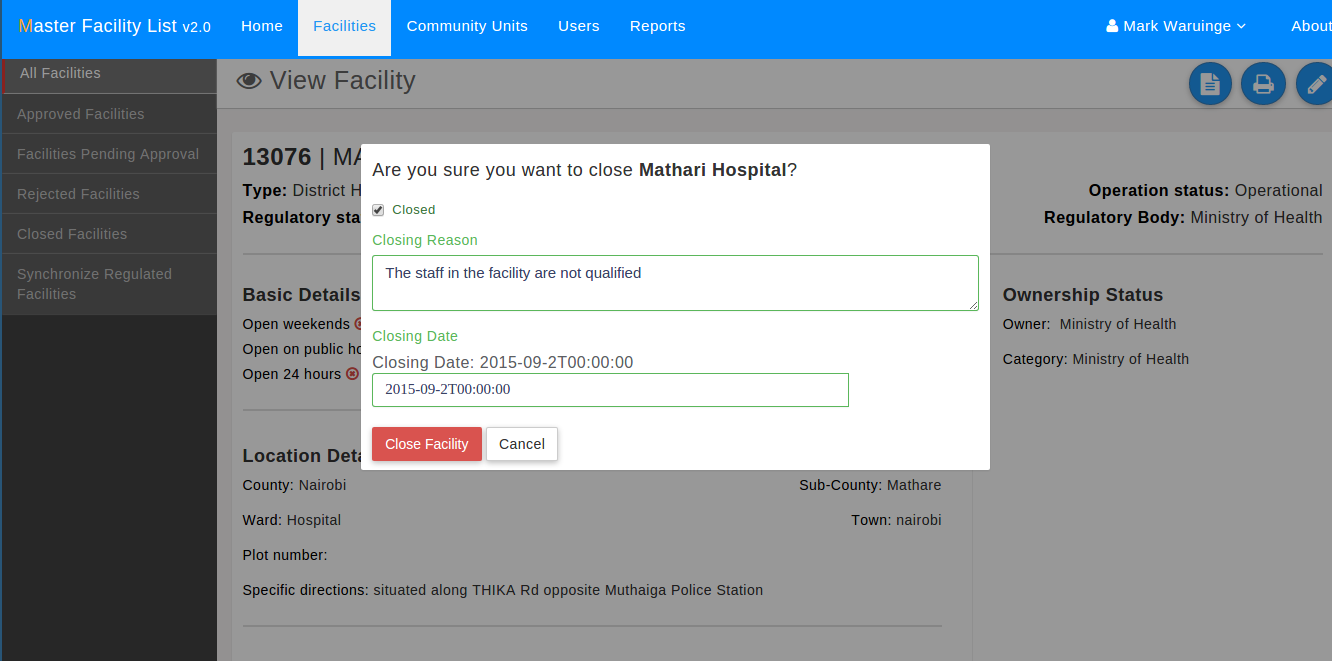 Master Facility List v2.0 Home Facilities Community Units Users Reports Mark Waruinge About
All Facilities
Approved Facilities
Facilities Pending Approval
Rejected Facilities
Closed Facilities
Synchronize Regulated
Facilities
View Facility
13076 | MA
Type: District H
Operation status: Operational
Regulatory sta
Regulatory Body: Ministry of Health
Are you sure you want to close Mathari Hospital?
Closed
Closing Reason
The staff in the facility are not qualified
Closing Date
Closing Date: 2015-09-2T00:00:00
2015-09-2T00:00:00
Close Facility Cancel
Basic Details
Open weekends
Open on public ho
Open 24 hours
Ownership Status
Owner: Ministry of Health
Category: Ministry of Health
Location Deta
County: Nairobi Sub-County: Mathare
Ward: Hospital Town: nairobi
Plot number:
Specific directions: situated along THIKA Rd opposite Muthaiga Police Station